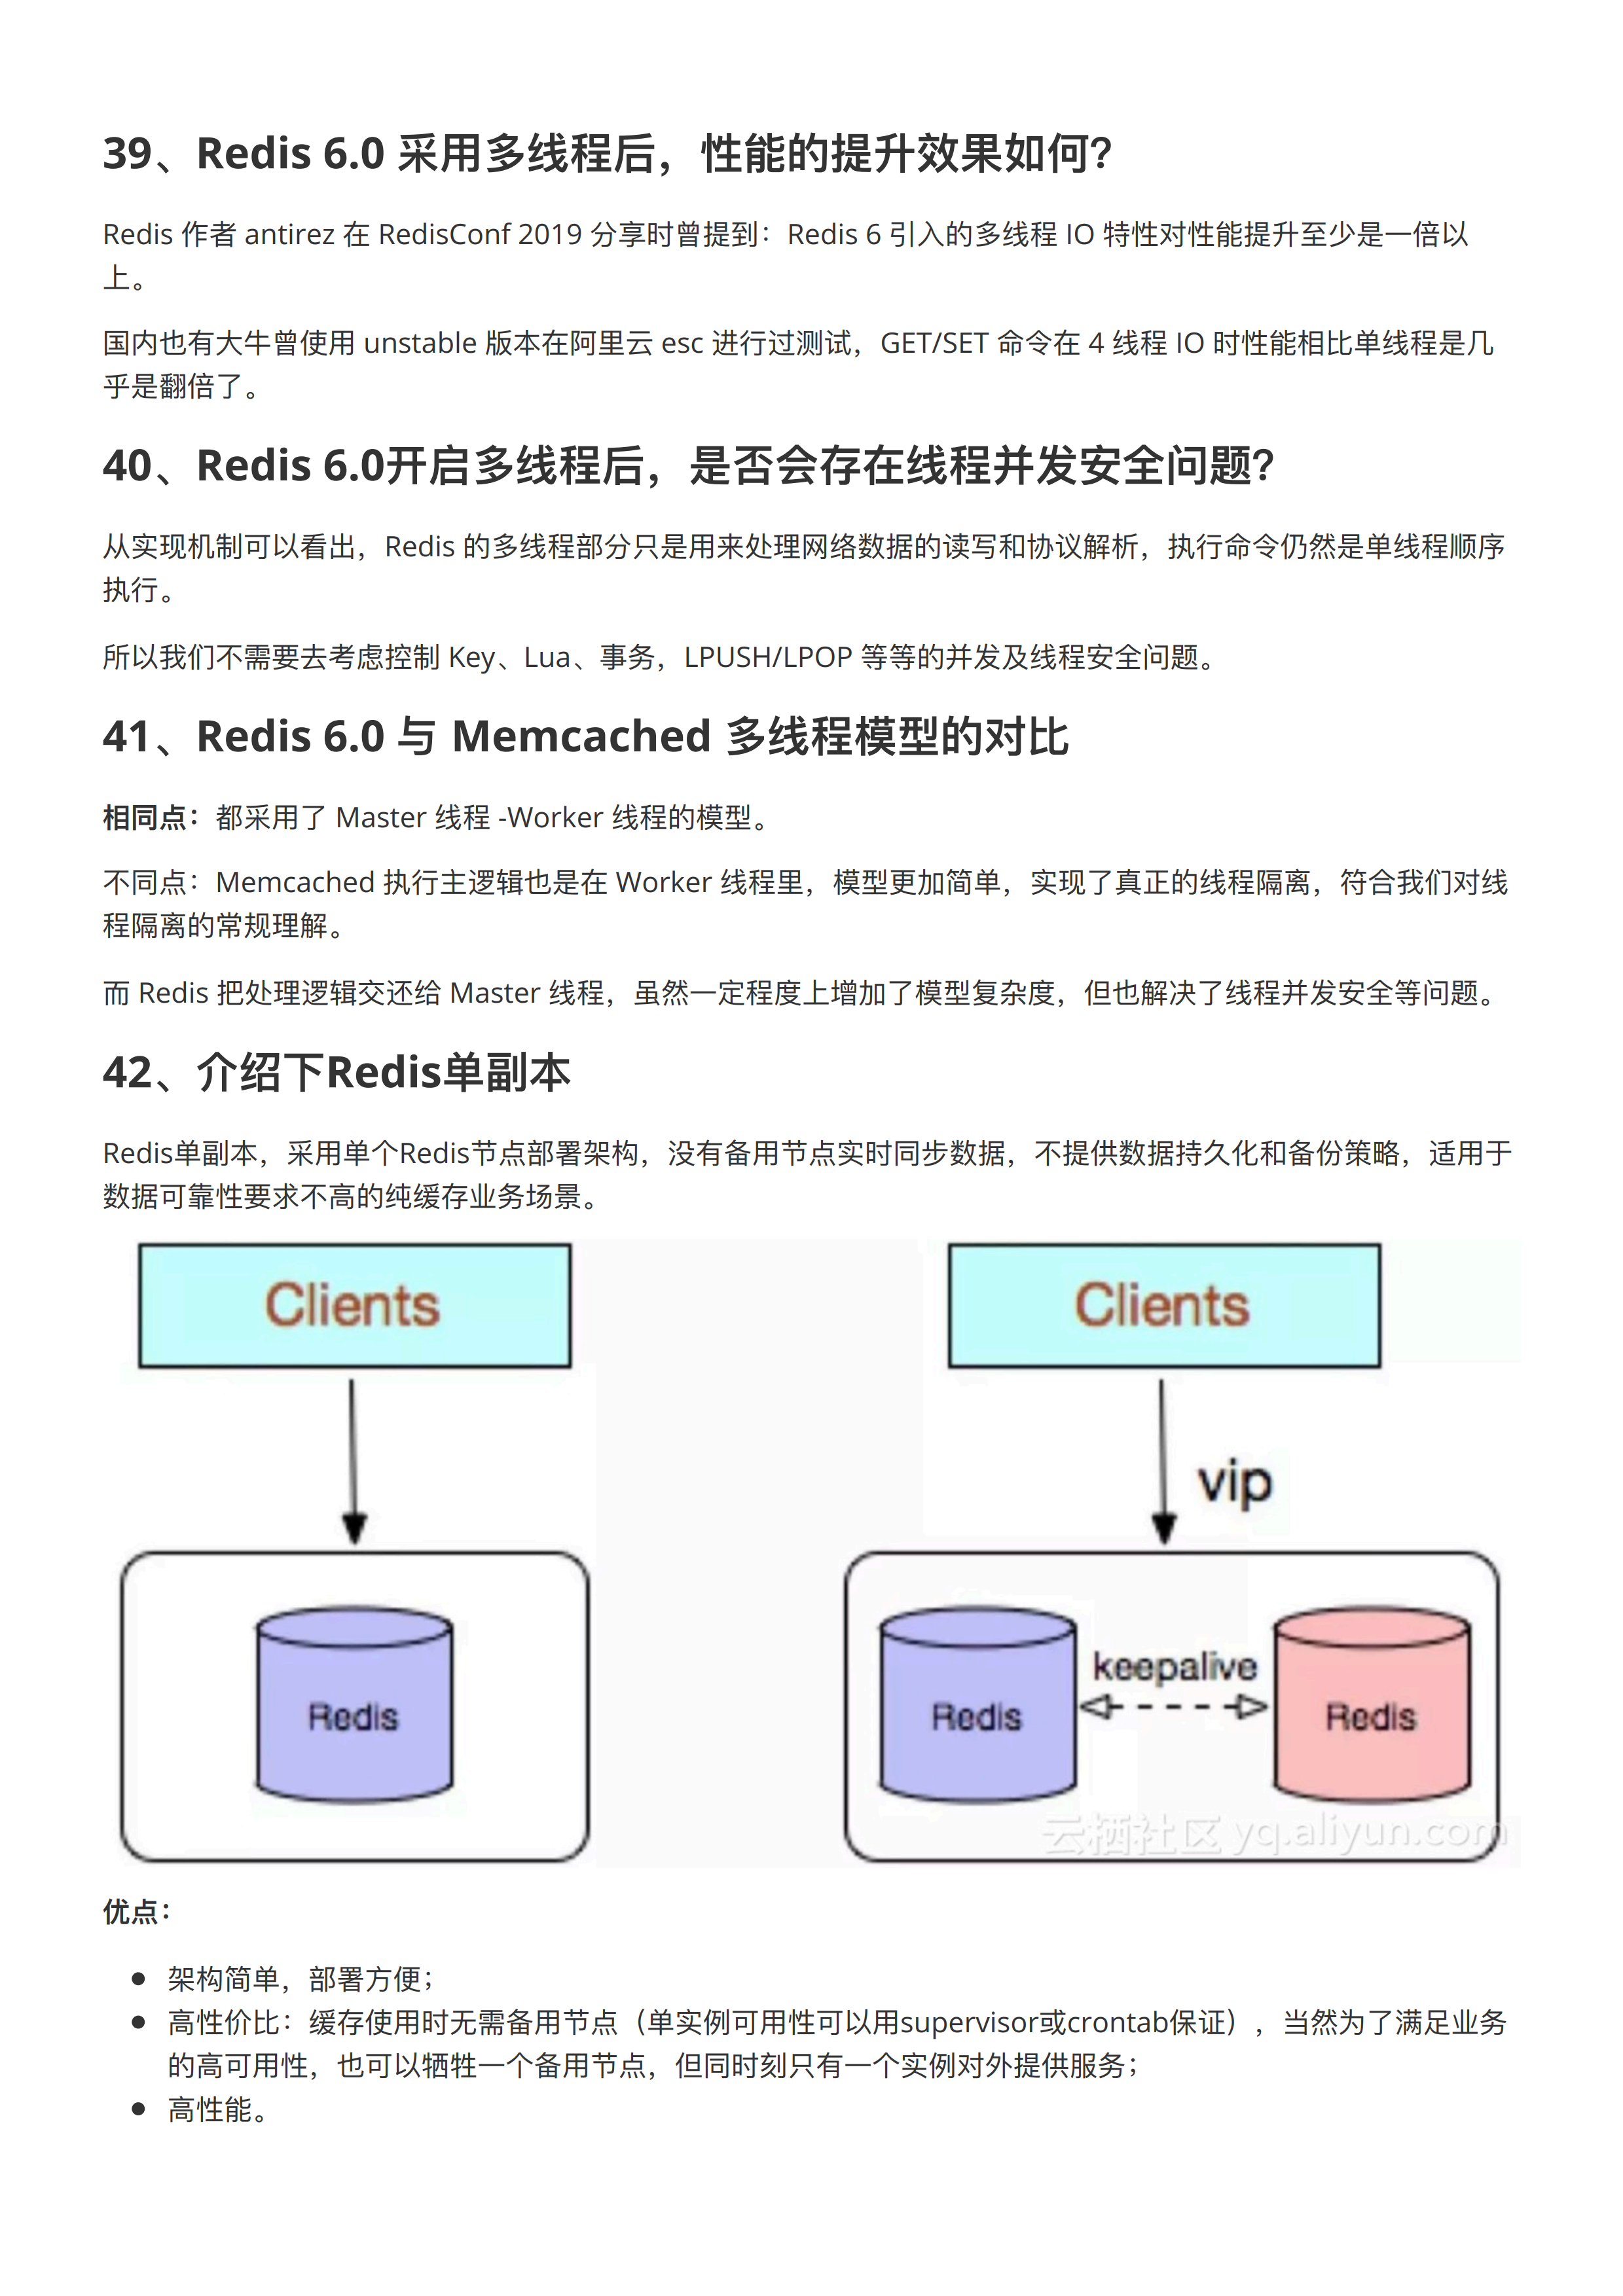 39、Redis 6.0 采用多线程后，性能的提升效果如何？
Redis 作者 antirez 在 RedisConf 2019 分享时曾提到：Redis 6 引入的多线程 IO 特性对性能提升至少是一倍以
上。
国内也有大牛曾使用 unstable 版本在阿里云 esc 进行过测试，GET/SET 命令在 4 线程 IO 时性能相比单线程是几
乎是翻倍了。
40、Redis 6.0开启多线程后，是否会存在线程并发安全问题？
从实现机制可以看出，Redis 的多线程部分只是用来处理网络数据的读写和协议解析，执行命令仍然是单线程顺序
执行。
所以我们不需要去考虑控制 Key、Lua、事务，LPUSH/LPOP 等等的并发及线程安全问题。
41、Redis 6.0 与 Memcached 多线程模型的对比
相同点：都采用了 Master 线程 -Worker 线程的模型。
不同点：Memcached 执行主逻辑也是在 Worker 线程里，模型更加简单，实现了真正的线程隔离，符合我们对线
程隔离的常规理解。
而 Redis 把处理逻辑交还给 Master 线程，虽然一定程度上增加了模型复杂度，但也解决了线程并发安全等问题。
42、介绍下Redis单副本
Redis单副本，采用单个Redis节点部署架构，没有备用节点实时同步数据，不提供数据持久化和备份策略，适用于
数据可靠性要求不高的纯缓存业务场景。
Clients
Clients
vip
Redis
Redis
keepalive
Redis
云栖社区 yq.aliyun.com
优点：
架构简单，部署方便；
高性价比：缓存使用时无需备用节点（单实例可用性可以用supervisor或crontab保证），当然为了满足业务
的高可用性，也可以牺牲一个备用节点，但同时刻只有一个实例对外提供服务；
高性能。